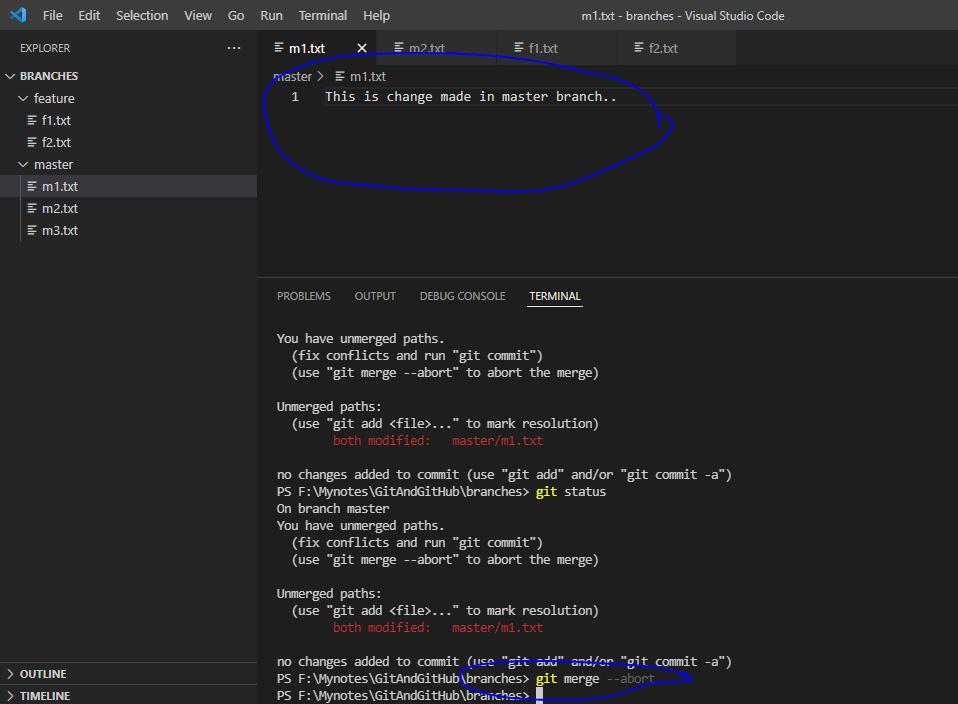 File Edit Selection View Go Run Terminal Help m1.txt - branches - Visual Studio Code
EXPLORER ...
BRANCHES
feature
f1.txt
f2.txt
master
m1.txt
m2.txt
m3.txt
OUTLINE
TIMELINE
m1.txt m2.txt f1.txt f2.txt
master > m1.txt
1 This is change made in master branch..
PROBLEMS OUTPUT DEBUG CONSOLE TERMINAL
You have unmerged paths.
(fix conflicts and run "git commit")
(use "git merge --abort" to abort the merge)
Unmerged paths:
(use "git add <file>..." to mark resolution)
both modified: master/m1.txt
no changes added to commit (use "git add" and/or "git commit -a")
PS F:\Mynotes\GitAndGitHub\branches> git status
On branch master
You have unmerged paths.
(fix conflicts and run "git commit")
(use "git merge --abort" to abort the merge)
Unmerged paths:
(use "git add <file>..." to mark resolution)
both modified: master/m1.txt
no changes added to commit (use "git add" and/or "git commit -a")
PS F:\Mynotes\GitAndGitHub\branches> git merge --abort
PS F:\Mynotes\GitAndGitHub\branches>